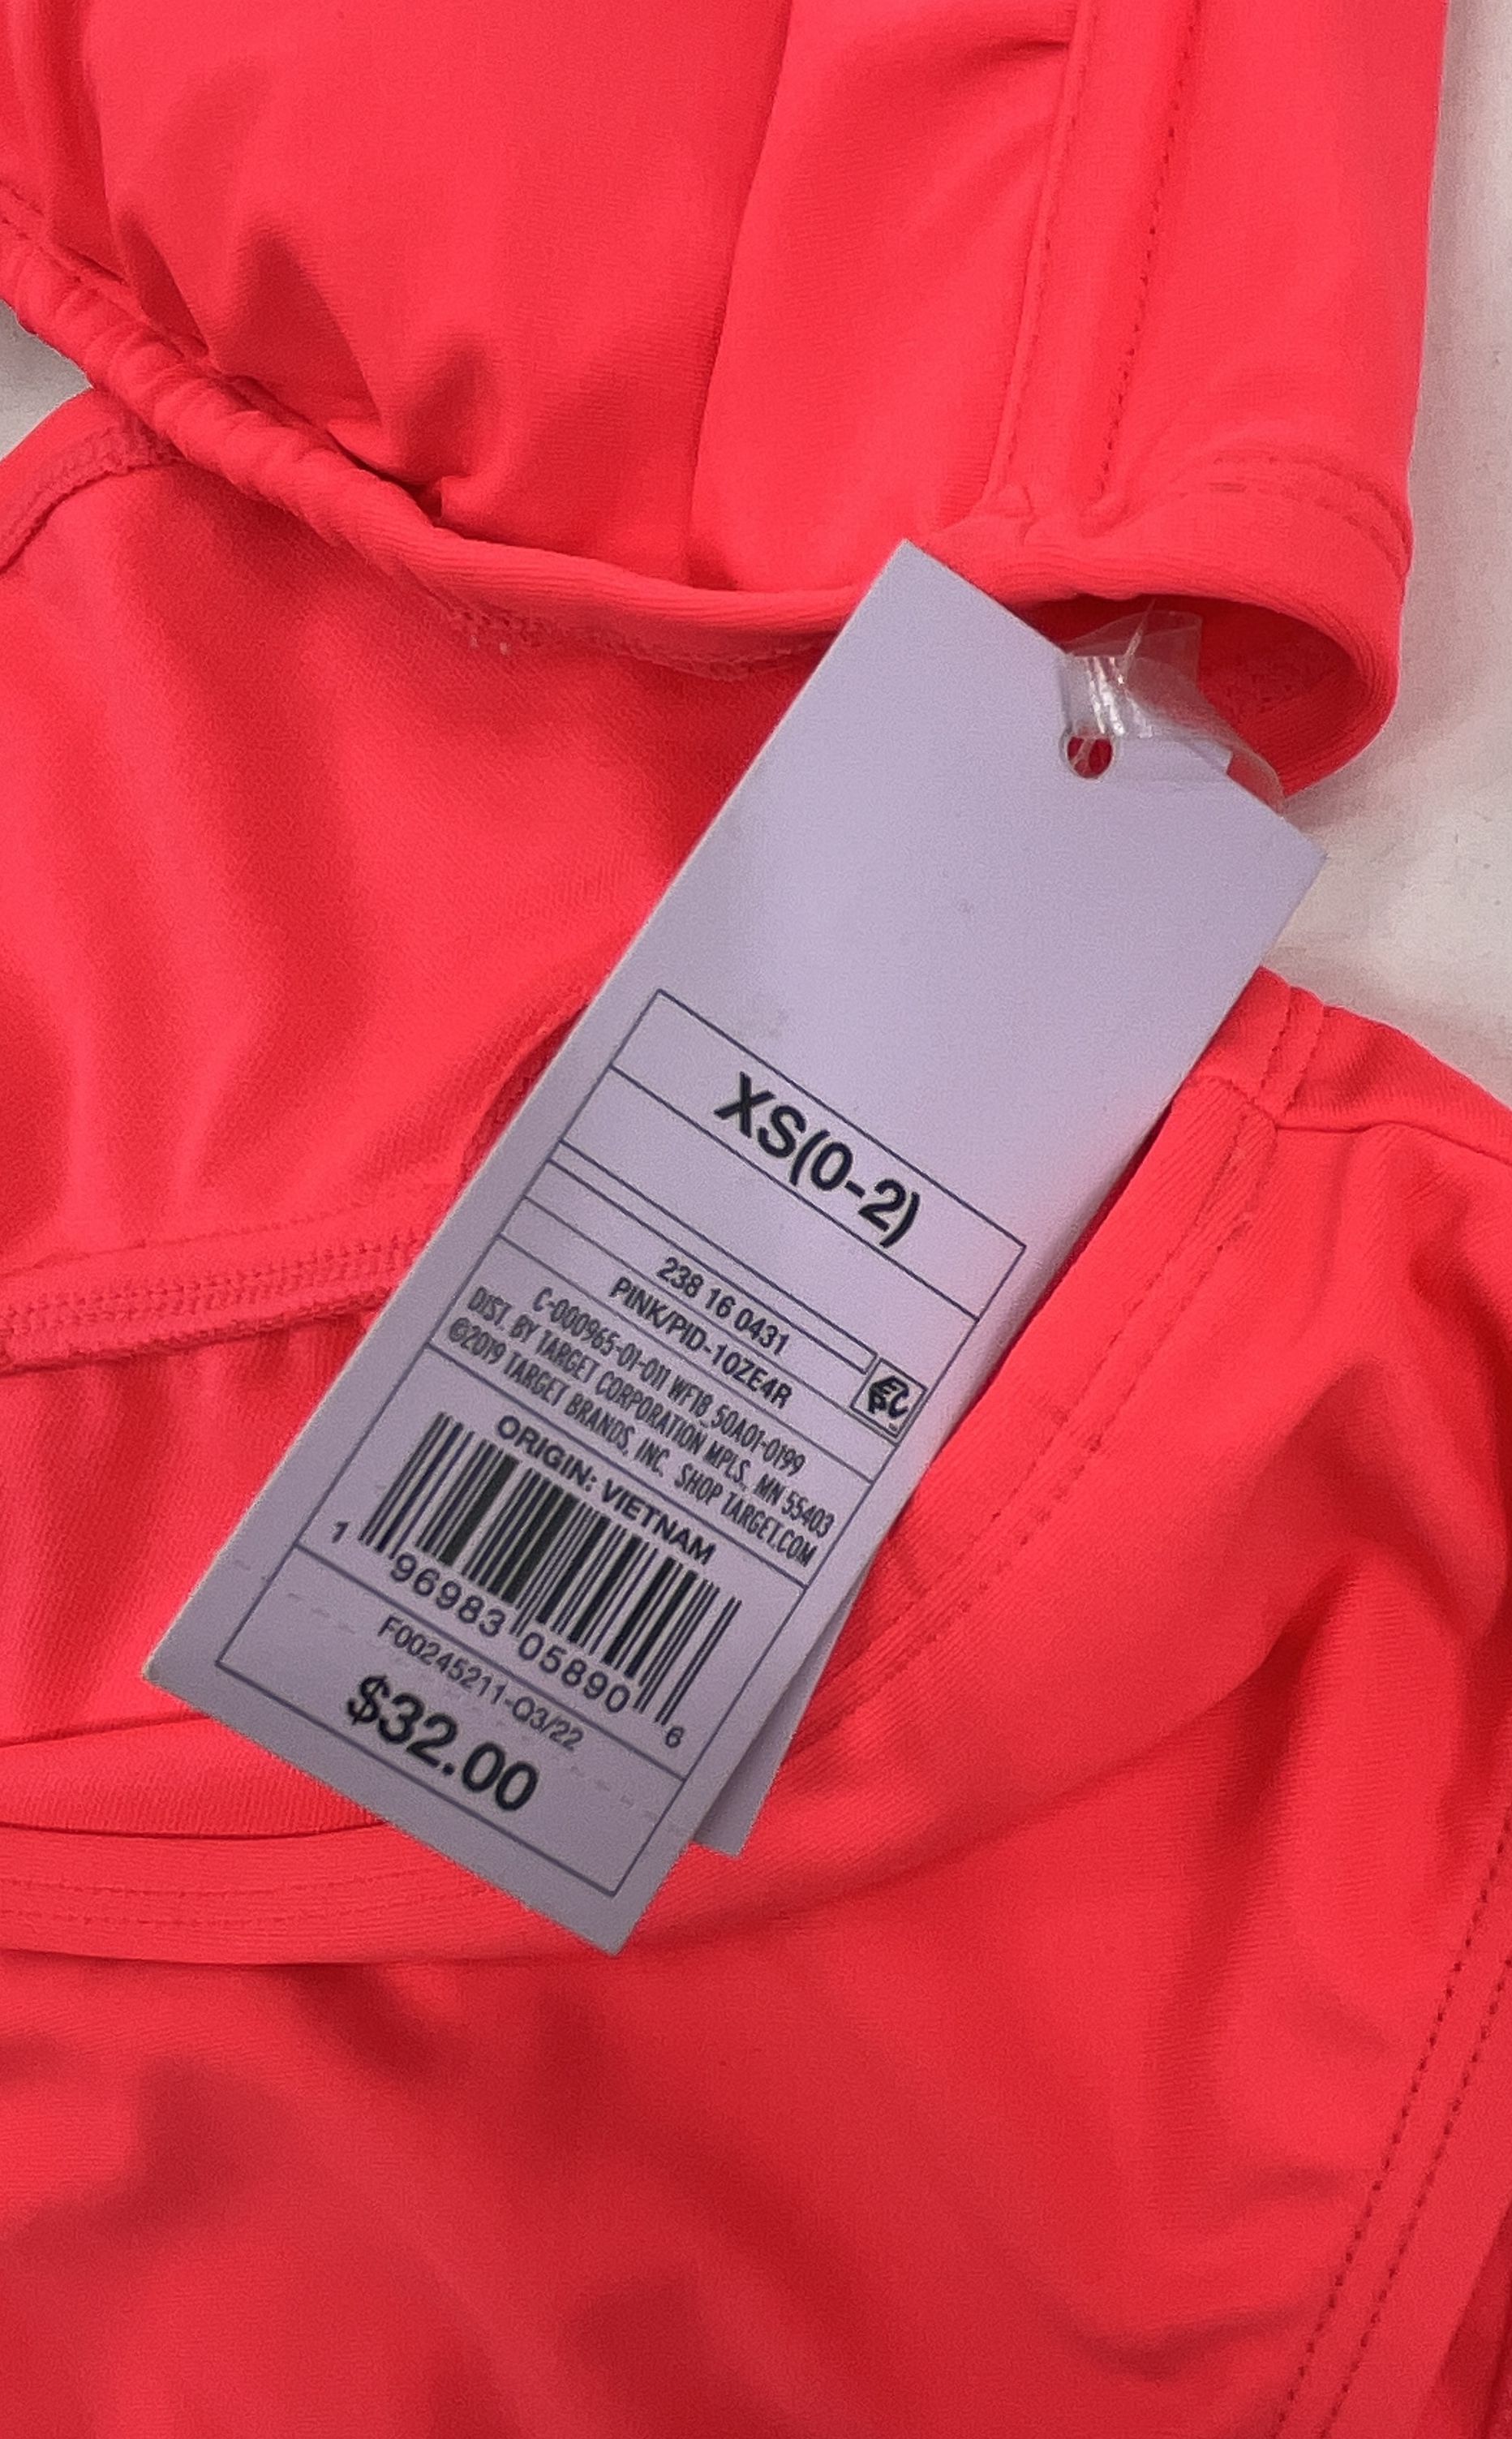 XS(0-2)
238 16 0431
PINK/PID-10ZE4R
C-000965-01-011 WF18_50A01-0199
DIST. BY TARGET CORPORATION MPLS, MN 55403
©2019 TARGET BRANDS, INC. SHOP TARGET.COM
ORIGIN: VIETNAM
1 96983 05890 6
F00245211-Q3/22
$32.00